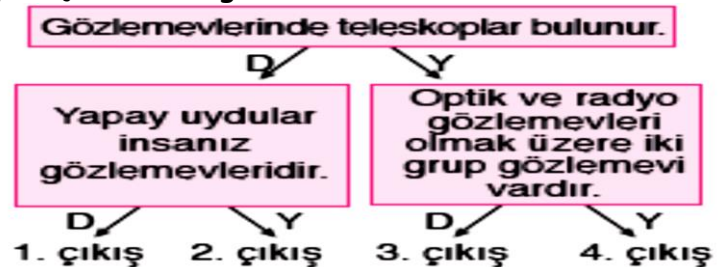 Gözlemevlerinde teleskoplar bulunur.
D Y
Yapay uydular
insanız
gözlemevleridir.
Optik ve radyo
gözlemevleri
olmak üzere iki
grup gözlemevi
vardır.
D Y D Y
1. çıkış 2. çıkış 3. çıkış 4. çıkış